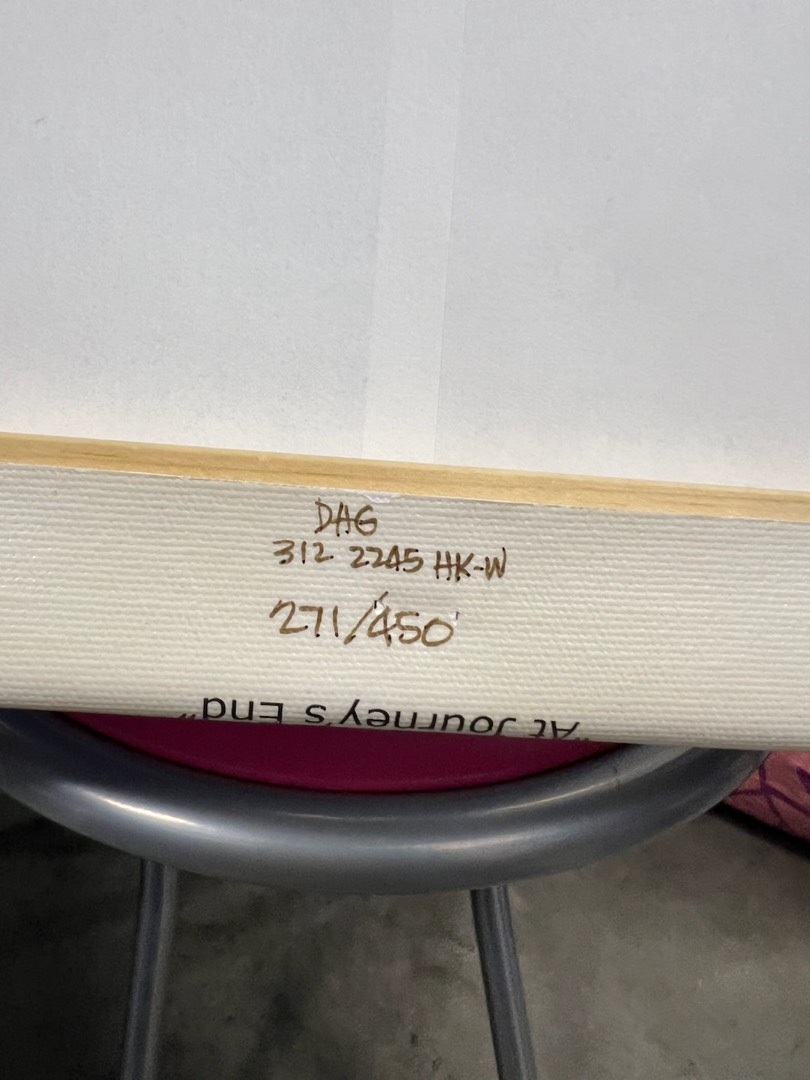 DAG
312 2245 HK-W
271/450
"At Journey's End"